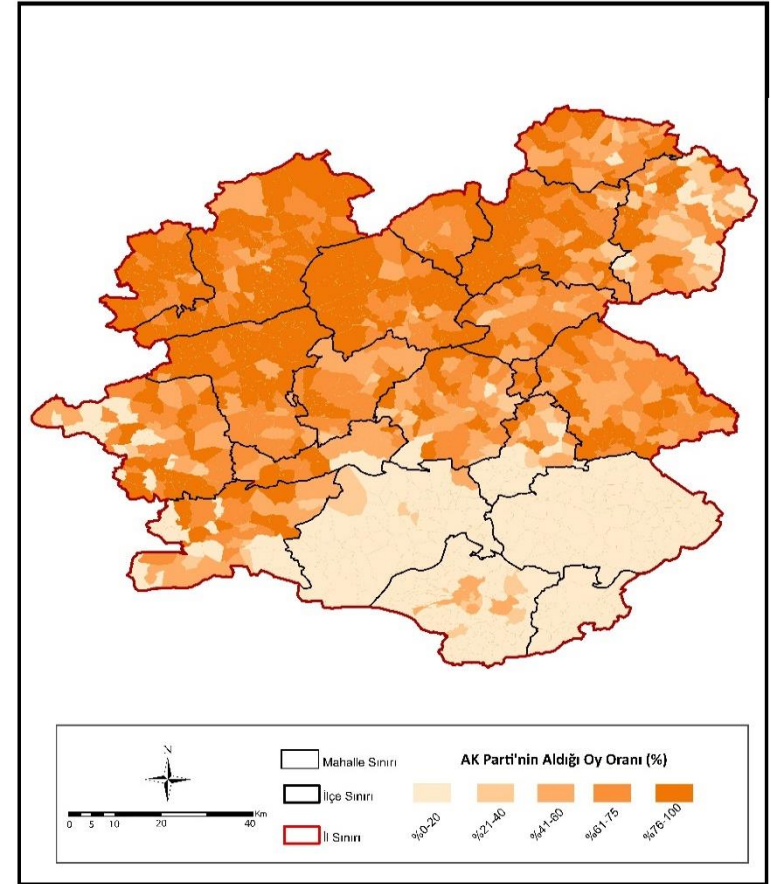 N
Km
0 5 10 20 40
Mahalle Sınırı
İlçe Sınırı
İl Sınırı
AK Parti'nin Aldığı Oy Oranı (%)
%0-20
%21-40
%41-60
%61-75
%76-100